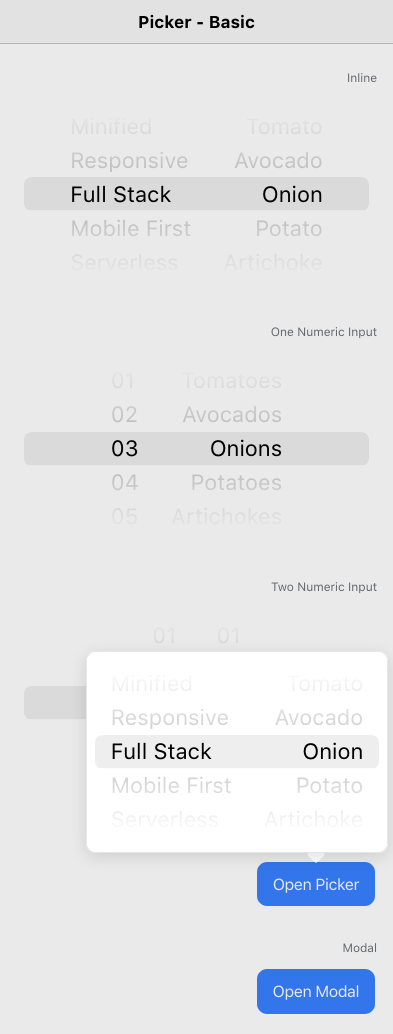 Picker - Basic
Inline
Minified Tomato
Responsive Avocado
Full Stack Onion
Mobile First Potato
Serverless Artichoke
One Numeric Input
01 Tomatoes
02 Avocados
03 Onions
04 Potatoes
05 Artichokes
Two Numeric Input
01 01
Minified Tomato
Responsive Avocado
Full Stack Onion
Mobile First Potato
Serverless Artichoke
Open Picker
Modal
Open Modal